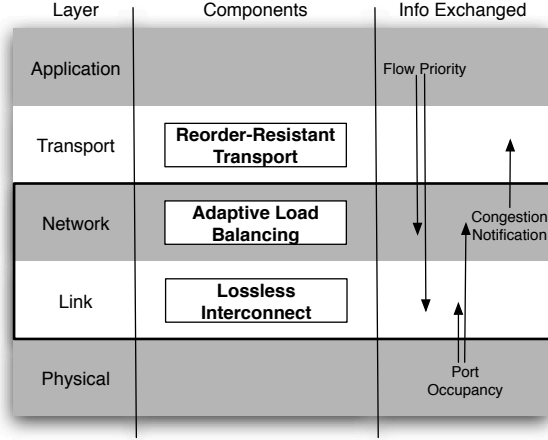 Layer Components Info Exchanged
Application
Flow Priority
Transport
Reorder-Resistant
Transport
Network
Adaptive Load
Balancing
Congestion
Notification
Link
Lossless
Interconnect
Physical
Port
Occupancy